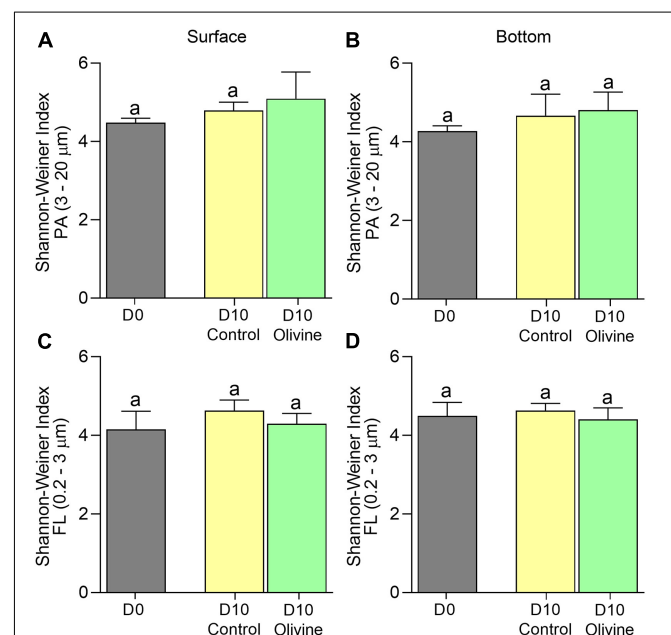 A
Surface
B
Bottom
Shannon-Weiner Index
PA (3 - 20 µm)
6
4
2
0
a
a
D0
D10
Control
D10
Olivine
Shannon-Weiner Index
PA (3 - 20 µm)
6
4
2
0
a
a
a
D0
D10
Control
D10
Olivine
C
D
Shannon-Weiner Index
FL (0.2 - 3 µm)
6
4
2
0
a
a
a
D0
D10
Control
D10
Olivine
Shannon-Weiner Index
FL (0.2 - 3 µm)
6
4
2
0
a
a
a
D0
D10
Control
D10
Olivine